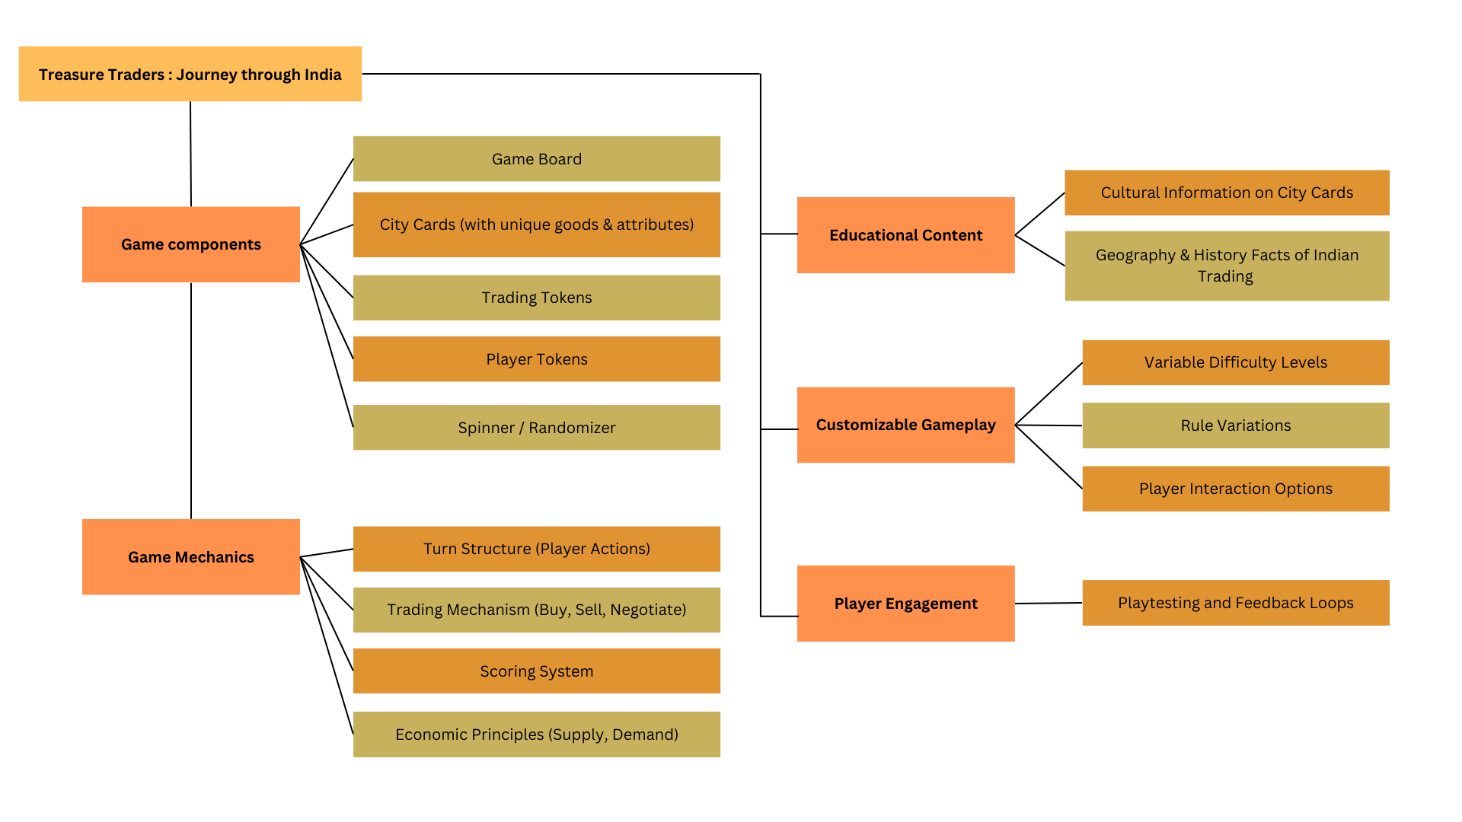 Treasure Traders : Journey through India
Game components
Game Board
City Cards (with unique goods & attributes)
Trading Tokens
Player Tokens
Spinner / Randomizer
Game Mechanics
Turn Structure (Player Actions)
Trading Mechanism (Buy, Sell, Negotiate)
Scoring System
Economic Principles (Supply, Demand)
Educational Content
Cultural Information on City Cards
Geography & History Facts of Indian
Trading
Customizable Gameplay
Variable Difficulty Levels
Rule Variations
Player Interaction Options
Player Engagement
Playtesting and Feedback Loops